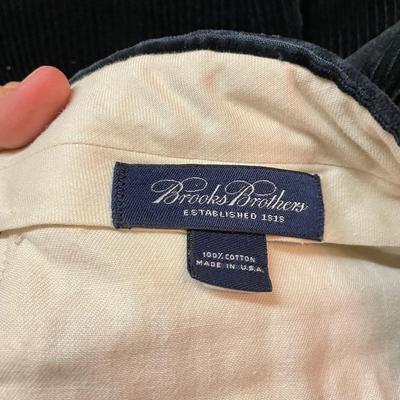 Brooks Brothers
ESTABLISHED 1818
100% COTTON
MADE IN U.S.A.